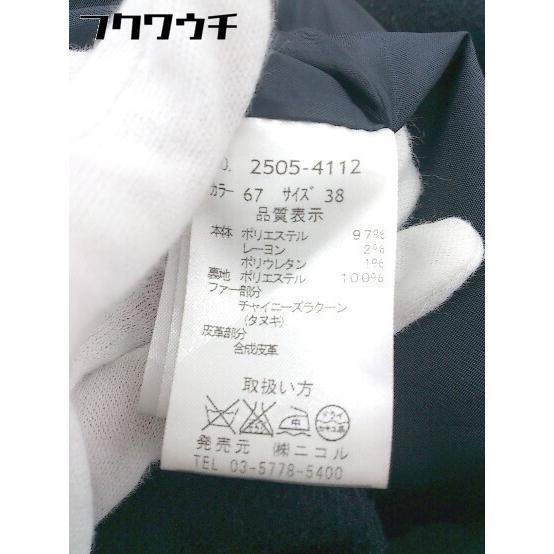 フクワウチ
O. 2505-4112
カラー 67 サイズ 38
品質表示
本体 ポリエステル 97%
レーヨン 2%
ポリウレタン 1%
裏地 ポリエステル 100%
ファー部分
チャイニーズラクーン
(タヌキ)
皮革部分
合成皮革
取扱い方
中 ドライ
発売元 ㈱ニコル
TEL 03-5778-5400